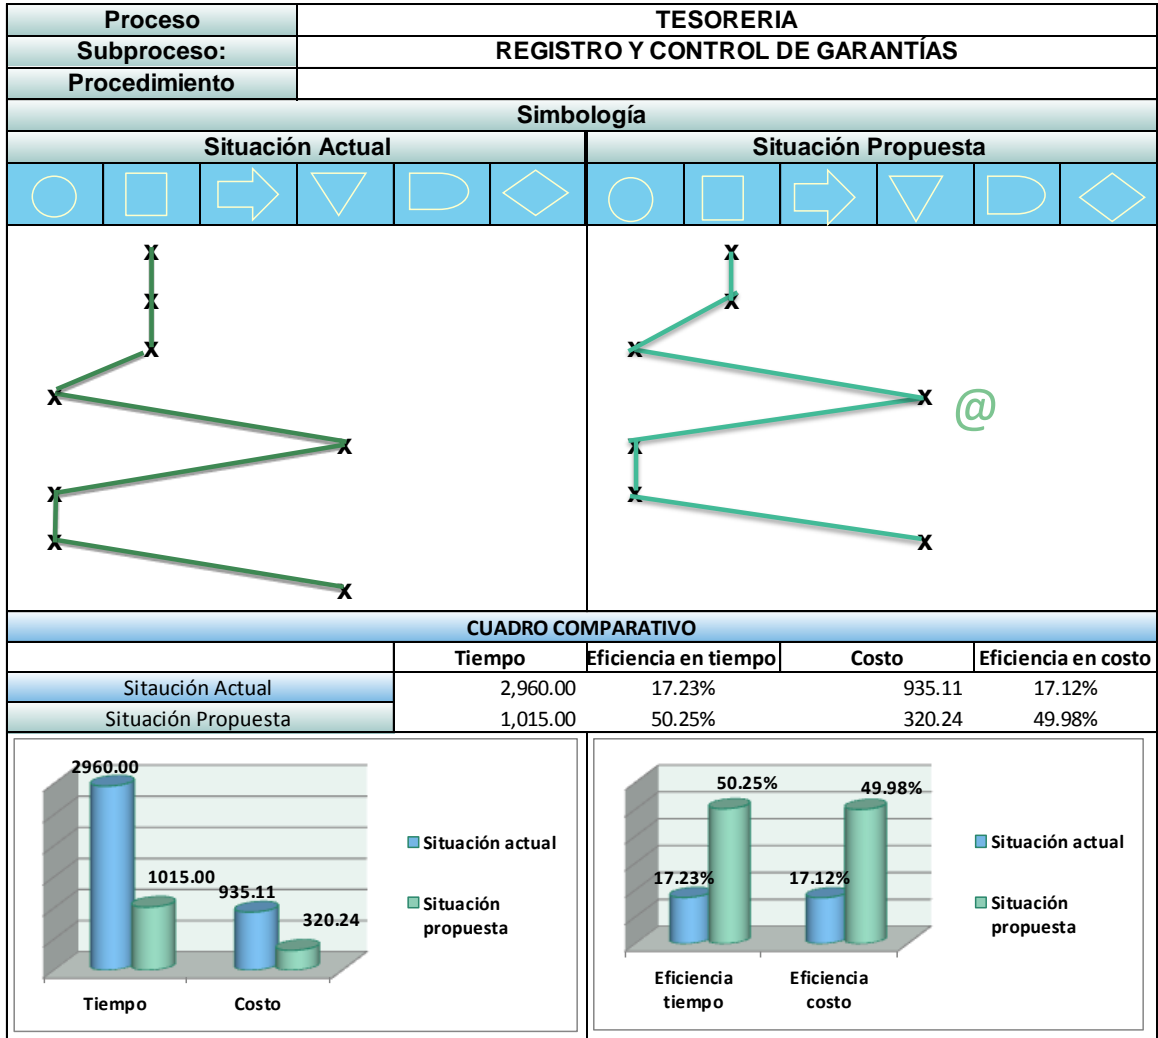 Proceso TESORERIA
Subproceso: REGISTRO Y CONTROL DE GARANTÍAS
Procedimiento
Simbología
Situación Actual Situación Propuesta
x x
x x
x x
x x @
x x
x x
x x
x
CUADRO COMPARATIVO
Tiempo Eficiencia en tiempo Costo Eficiencia en costo
Sitaución Actual 2,960.00 17.23% 935.11 17.12%
Situación Propuesta 1,015.00 50.25% 320.24 49.98%
2960.00
1015.00
935.11
320.24
Tiempo Costo
Situación actual
Situación
propuesta
50.25% 49.98%
17.23% 17.12%
Eficiencia
tiempo
Eficiencia
costo
Situación actual
Situación
propuesta